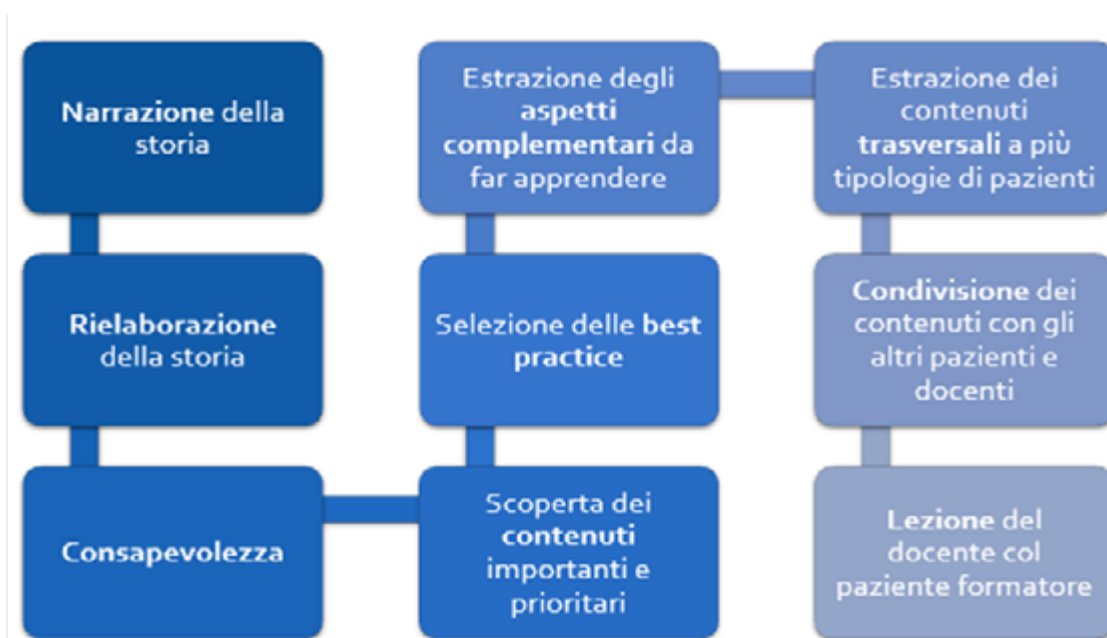 Narrazione della
storia
Rielaborazione
della storia
Consapevolezza
Scoperta dei
contenuti
importanti e
prioritari
Selezione delle best
practice
Estrazione degli
aspetti
complementari da
far apprendere
Estrazione dei
contenuti
trasversali a più
tipologie di pazienti
Condivisione dei
contenuti con gli
altri pazienti e
docenti
Lezione del
docente col
paziente formatore